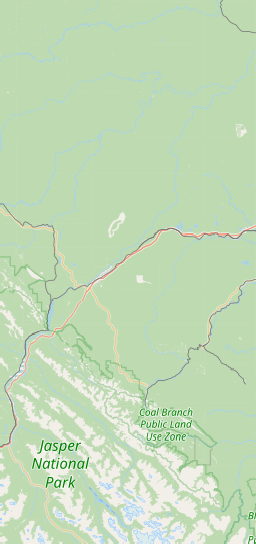 Coal Branch
Public Land
Use Zone
Jasper
National
Park